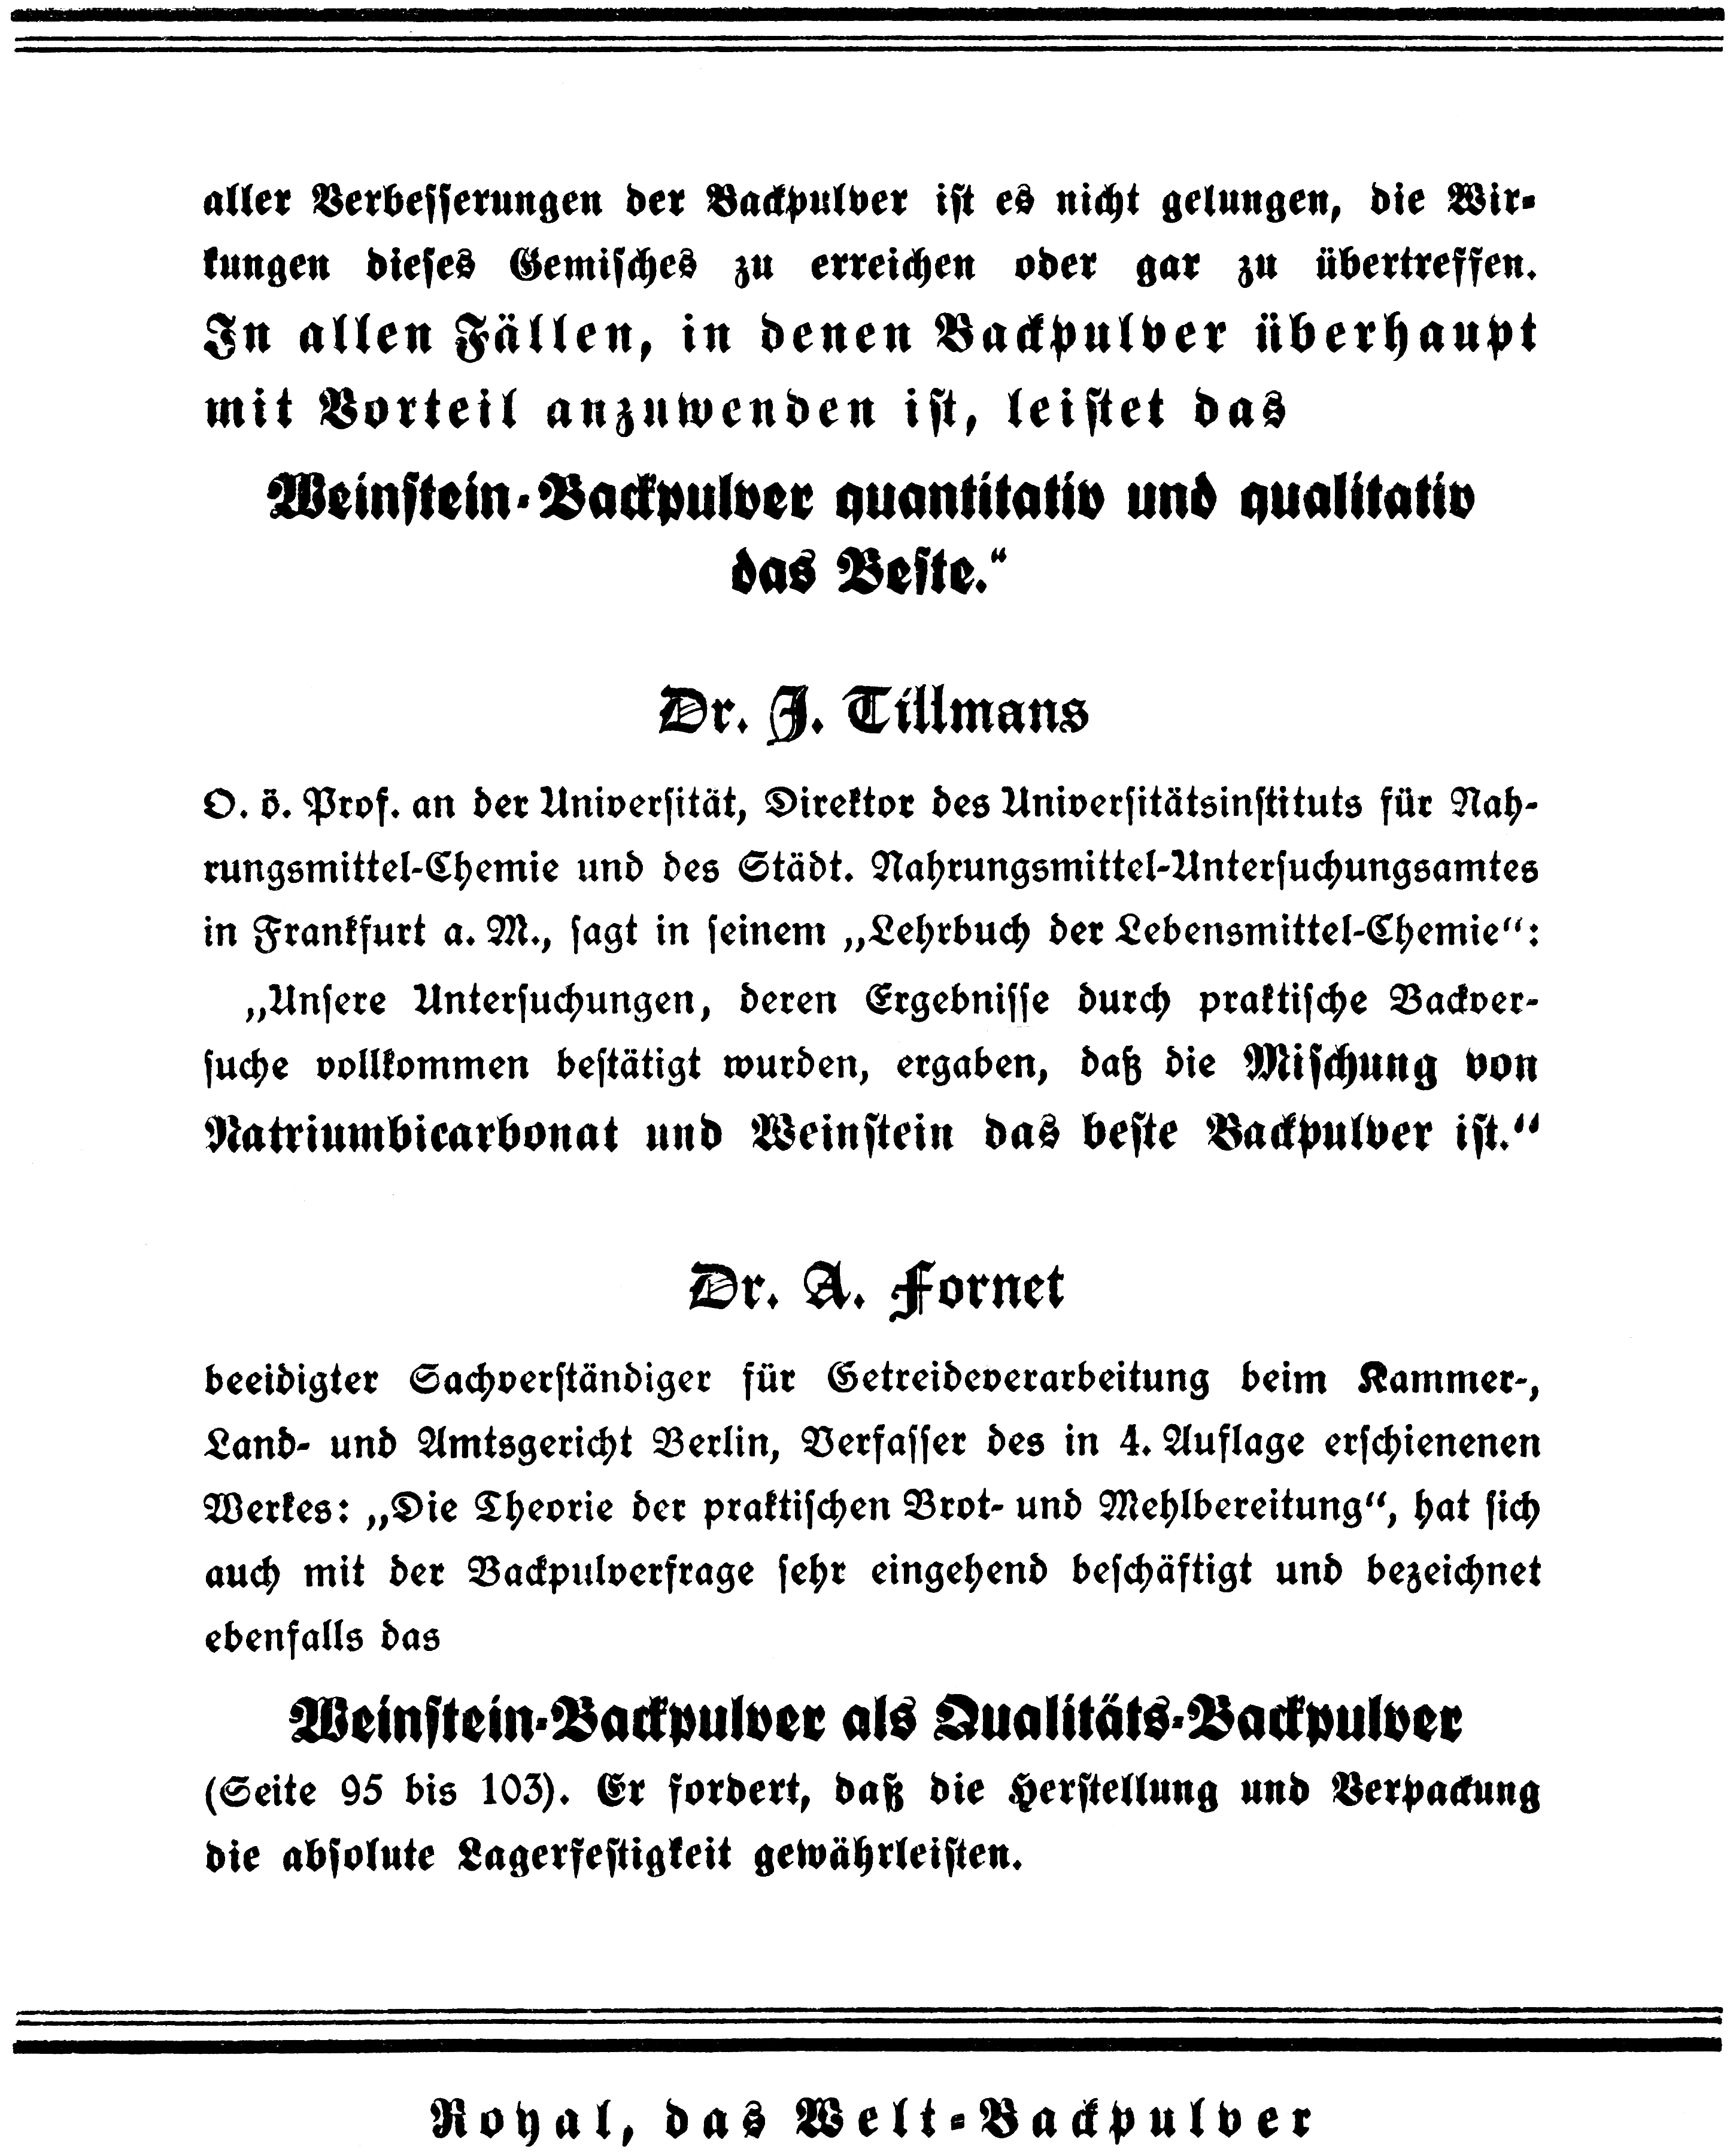 aller Verbesserungen der Backpulver ist es nicht gelungen, die Wir-
kungen dieses Gemisches zu erreichen oder gar zu übertreffen.
In allen Fällen, in denen Backpulver überhaupt
mit Vorteil anzuwenden ist, leistet das
Weinstein-Backpulver quantitativ und qualitativ
das Beste.“
Dr. J. Tillmans
O. ö. Prof. an der Universität, Direktor des Universitätsinstituts für Nah-
rungsmittel-Chemie und des Städt. Nahrungsmittel-Untersuchungsamtes
in Frankfurt a. M., sagt in seinem „Lehrbuch der Lebensmittel-Chemie“:
„Unsere Untersuchungen, deren Ergebnisse durch praktische Backver-
suche vollkommen bestätigt wurden, ergaben, daß die Mischung von
Natriumbicarbonat und Weinstein das beste Backpulver ist.“
Dr. A. Fornet
beeidigter Sachverständiger für Getreideverarbeitung beim Kammer-,
Land- und Amtsgericht Berlin, Verfasser des in 4. Auflage erschienenen
Werkes: „Die Theorie der praktischen Brot- und Mehlbereitung“, hat sich
auch mit der Backpulverfrage sehr eingehend beschäftigt und bezeichnet
ebenfalls das
Weinstein-Backpulver als Qualitäts-Backpulver
(Seite 95 bis 103). Er fordert, daß die Herstellung und Verpackung
die absolute Lagerfestigkeit gewährleisten.
Royal, das Welt-Backpulver